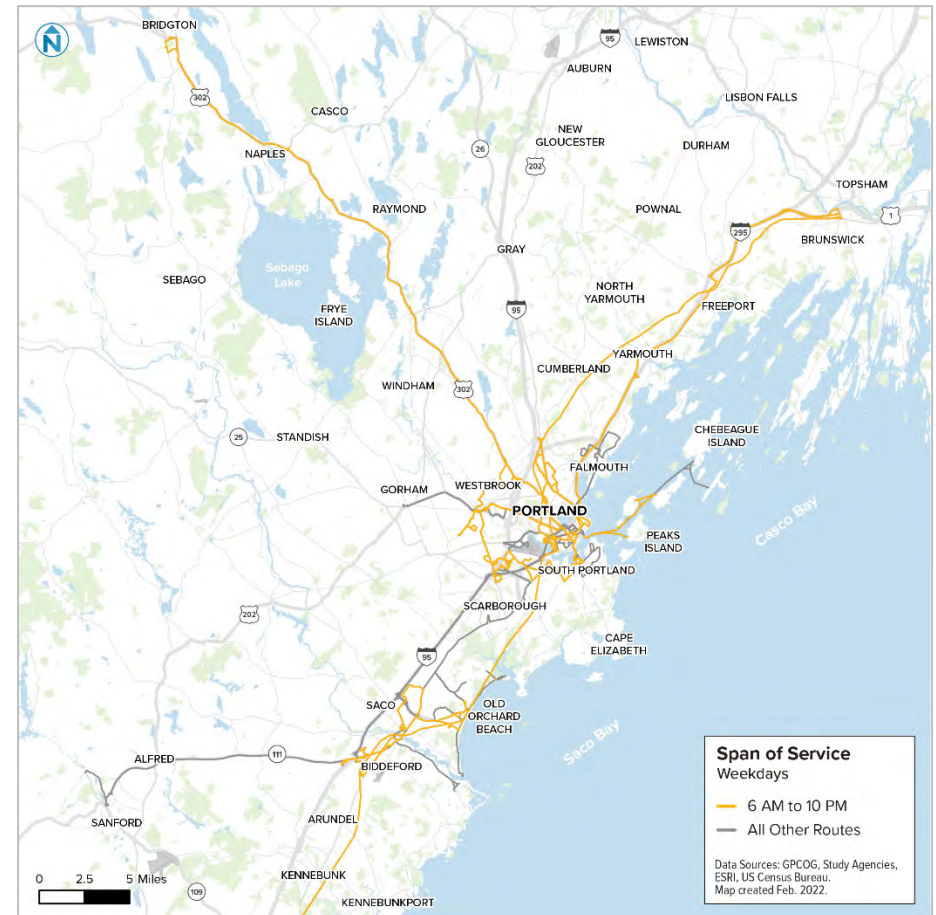 BRIDGTON
N
95
LEWISTON
AUBURN
302
CASCO
LISBON FALLS
NEW
GLOUCESTER
26
202
DURHAM
NAPLES
TOPSHAM
RAYMOND
POWNAL
1
295
BRUNSWICK
GRAY
SEBAGO
Sebago
Lake
NORTH
YARMOUTH
FREEPORT
FRYE
ISLAND
95
YARMOUTH
CUMBERLAND
WINDHAM
302
CHEBEAGUE
ISLAND
25
STANDISH
FALMOUTH
GORHAM
WESTBROOK
PORTLAND
Casco Bay
PEAKS
ISLAND
SOUTH PORTLAND
SCARBOROUGH
202
CAPE
ELIZABETH
95
SACO
OLD
ORCHARD
BEACH
Saco Bay
111
ALFRED
BIDDEFORD
SANFORD
ARUNDEL
KENNEBUNK
109
KENNEBUNKPORT
0 2.5 5 Miles
Span of Service
Weekdays
6 AM to 10 PM
All Other Routes
Data Sources: GPCOG, Study Agencies,
ESRI, US Census Bureau.
Map created Feb. 2022.